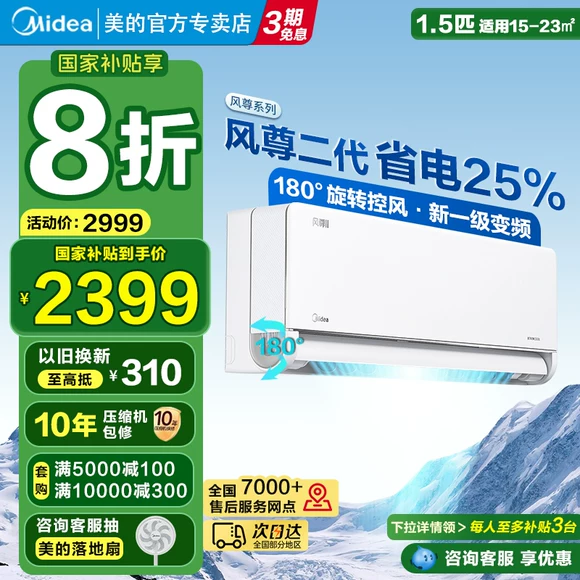 Midea 美的官方专卖店 3期免息
1.5匹 适用15-23㎡
国家补贴享
8折
活动价: 2999
国家补贴到手价
¥2399
以旧换新
至高抵 ¥310
10年 压缩机包修 10年
套购 满5000减100
满10000减300
咨询客服抽
美的落地扇
风尊系列
风尊二代 省电25%
180°旋转控风·新一级变频
风尊
Midea
180°
全国 7000+
售后服务网点
次日达
全国部分地区
下拉详情领> 每人至多补贴3台
咨询客服 享优惠